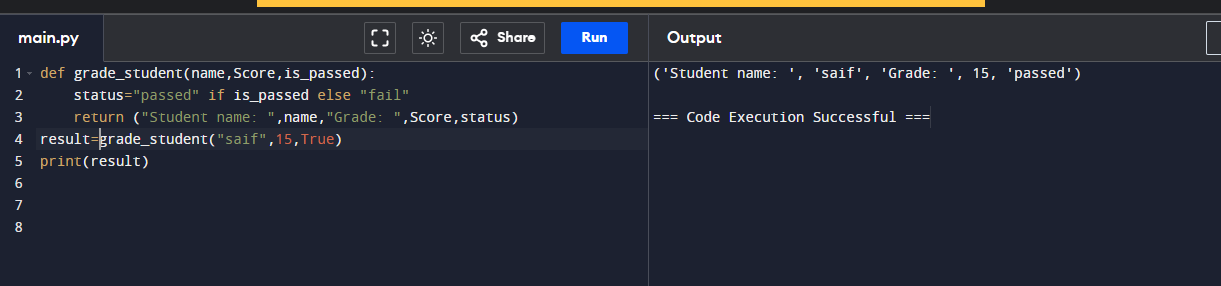 main.py
Share
Run
Output
1 def grade_student(name,Score,is_passed):
2     status="passed" if is_passed else "fail"
3     return ("Student name: ",name,"Grade: ",Score,status)
4 result=grade_student("saif",15,True)
5 print(result)
6
7
8
('Student name: ', 'saif', 'Grade: ', 15, 'passed')
=== Code Execution Successful ===